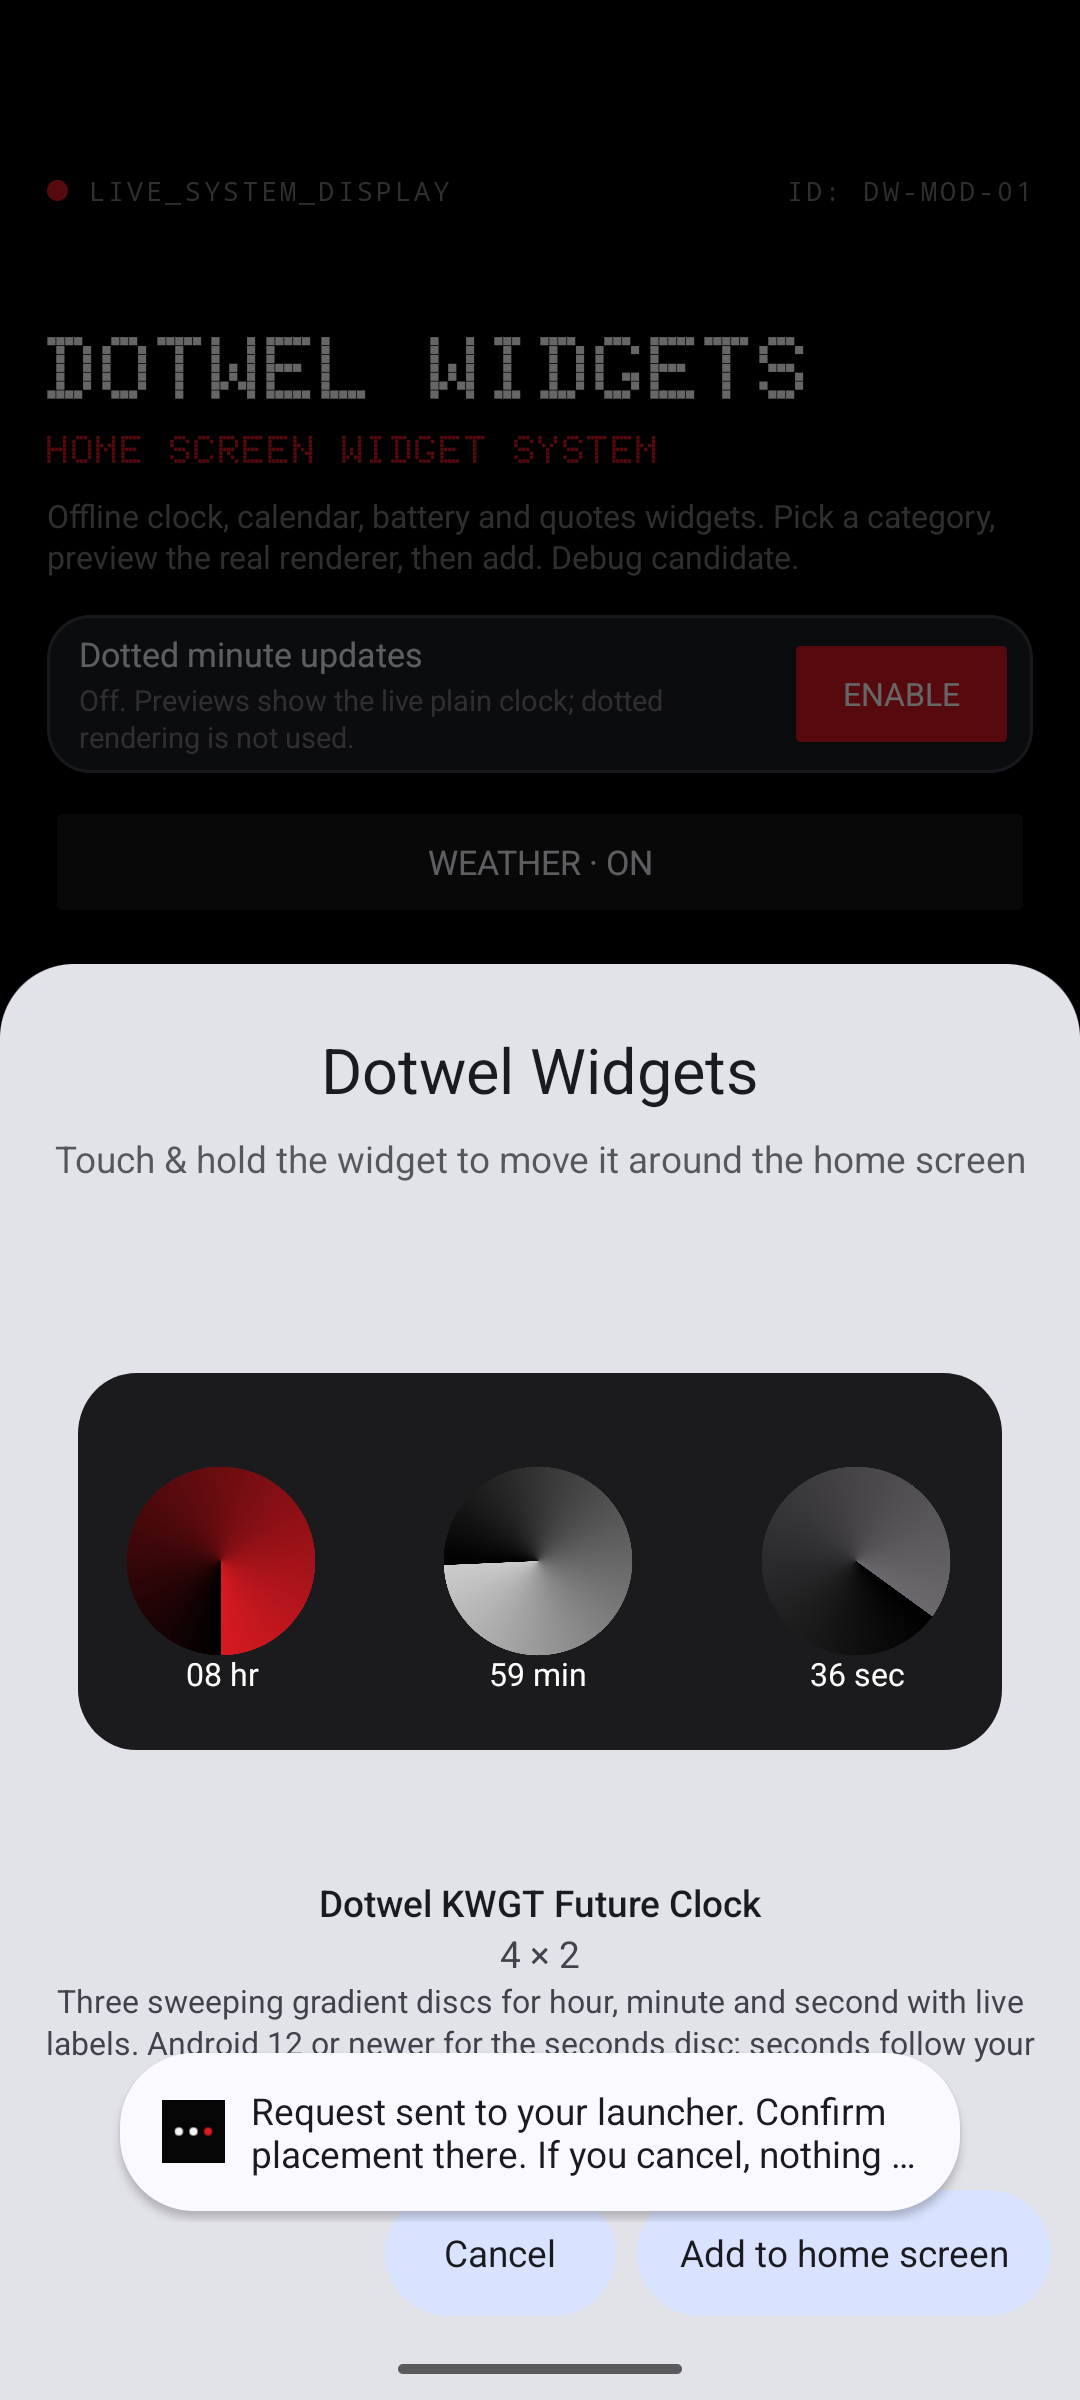 LIVE_SYSTEM_DISPLAY
ID: DW-MOD-01
DOTWEL WIDGETS
HOME SCREEN WIDGET SYSTEM
Offline clock, calendar, battery and quotes widgets. Pick a category,
preview the real renderer, then add. Debug candidate.
Dotted minute updates
Off. Previews show the live plain clock; dotted
rendering is not used.
ENABLE
WEATHER · ON
Dotwel Widgets
Touch & hold the widget to move it around the home screen
08 hr
59 min
36 sec
Dotwel KWGT Future Clock
4 × 2
Three sweeping gradient discs for hour, minute and second with live
labels. Android 12 or newer for the seconds disc; seconds follow your
Request sent to your launcher. Confirm
placement there. If you cancel, nothing ...
Cancel
Add to home screen